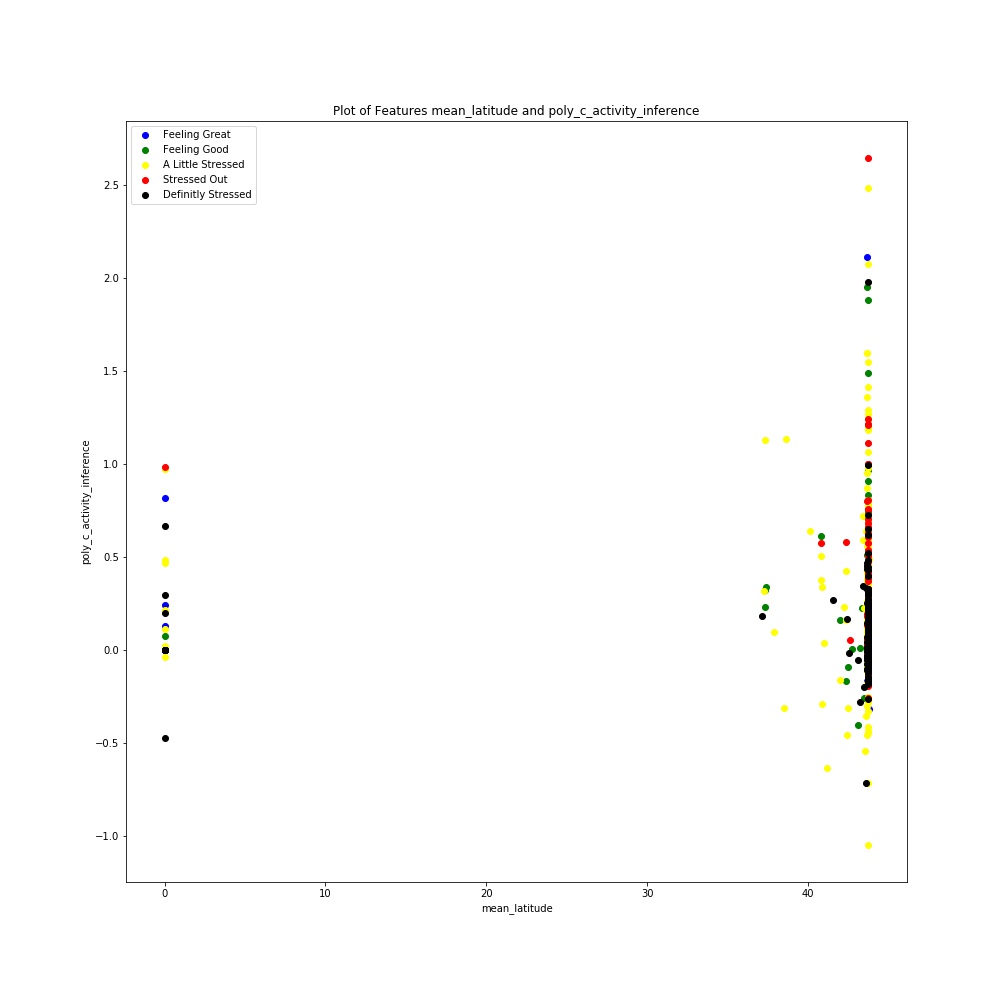 Plot of Features mean_latitude and poly_c_activity_inference
Feeling Great
Feeling Good
A Little Stressed
Stressed Out
Definitly Stressed
2.5
2.0
1.5
1.0
0.5
0.0
−0.5
−1.0
poly_c_activity_inference
0 10 20 30 40
mean_latitude